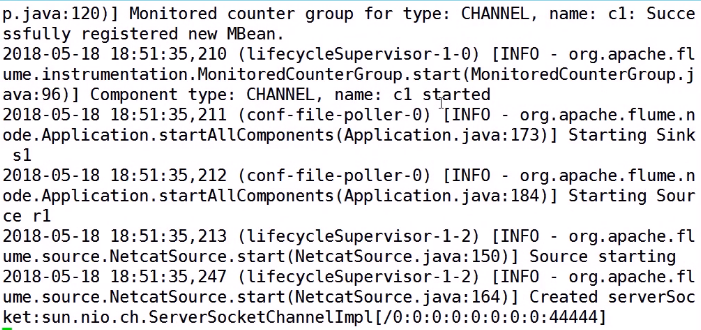 p.java:120)] Monitored counter group for type: CHANNEL, name: c1: Succe
ssfully registered new MBean.
2018-05-18 18:51:35,210 (lifecycleSupervisor-1-0) [INFO - org.apache.fl
ume.instrumentation.MonitoredCounterGroup.start(MonitoredCounterGroup.j
ava:96)] Component type: CHANNEL, name: c1 started
2018-05-18 18:51:35,211 (conf-file-poller-0) [INFO - org.apache.flume.n
ode.Application.startAllComponents(Application.java:173)] Starting Sink
 s1
2018-05-18 18:51:35,212 (conf-file-poller-0) [INFO - org.apache.flume.n
ode.Application.startAllComponents(Application.java:184)] Starting Sour
ce r1
2018-05-18 18:51:35,213 (lifecycleSupervisor-1-2) [INFO - org.apache.fl
ume.source.NetcatSource.start(NetcatSource.java:150)] Source starting
2018-05-18 18:51:35,247 (lifecycleSupervisor-1-2) [INFO - org.apache.fl
ume.source.NetcatSource.start(NetcatSource.java:164)] Created serverSoc
ket:sun.nio.ch.ServerSocketChannelImpl[/0:0:0:0:0:0:0:0:44444]